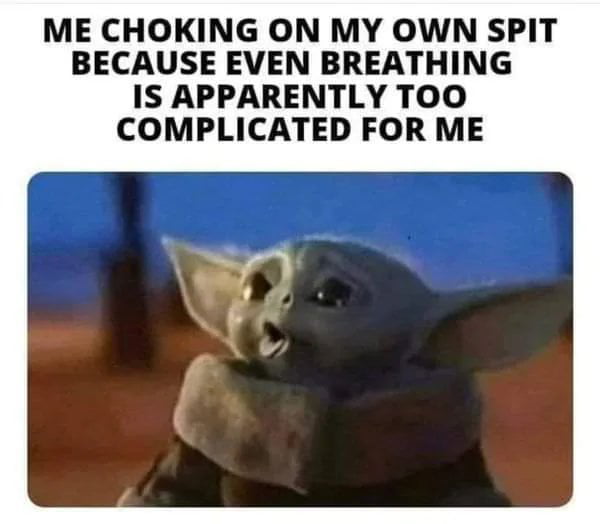 ME CHOKING ON MY OWN SPIT
BECAUSE EVEN BREATHING
IS APPARENTLY TOO
COMPLICATED FOR ME